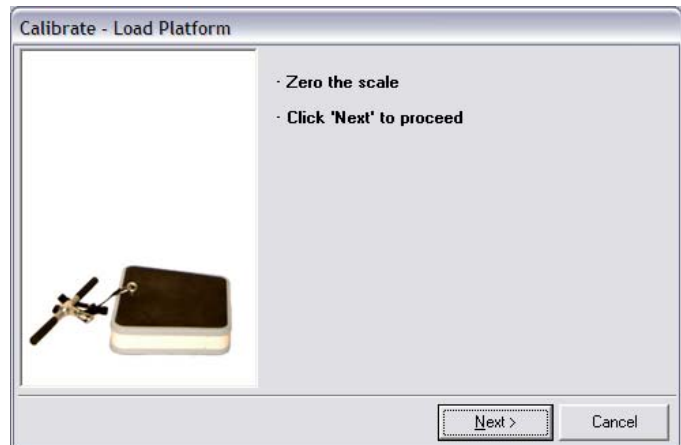 Calibrate - Load Platform
· Zero the scale
· Click 'Next' to proceed
Next >
Cancel